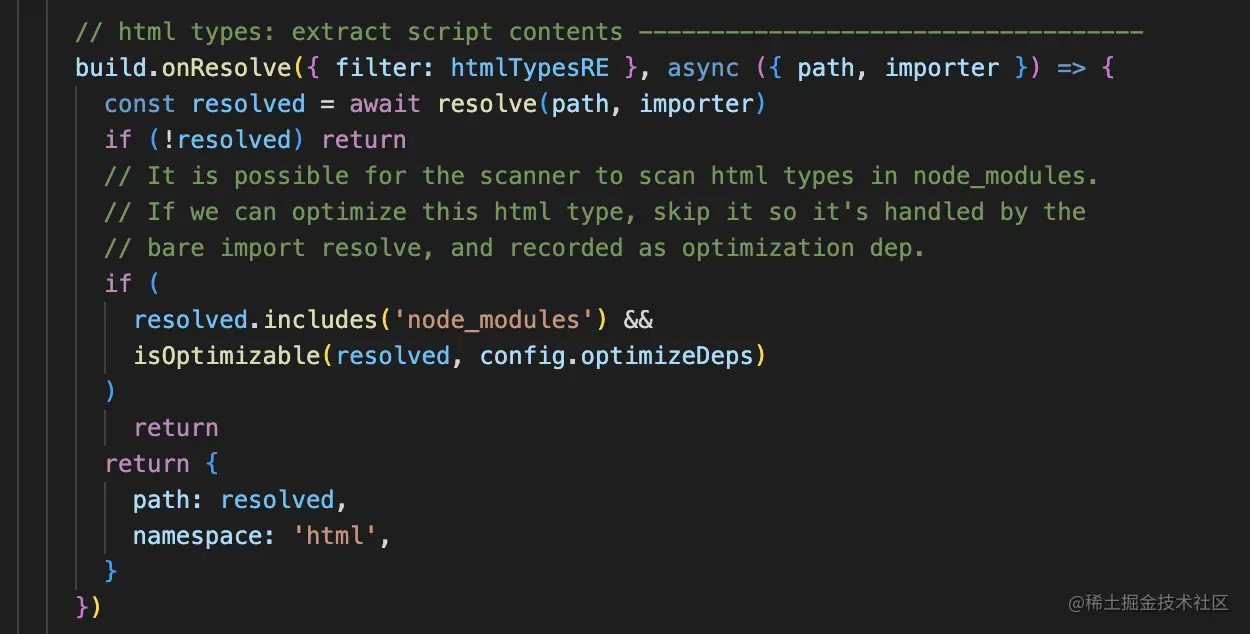 // html types: extract script contents -----------------------------------
build.onResolve({ filter: htmlTypesRE }, async ({ path, importer }) => {
  const resolved = await resolve(path, importer)
  if (!resolved) return
  // It is possible for the scanner to scan html types in node_modules.
  // If we can optimize this html type, skip it so it's handled by the
  // bare import resolve, and recorded as optimization dep.
  if (
    resolved.includes('node_modules') &&
    isOptimizable(resolved, config.optimizeDeps)
  )
    return
  return {
    path: resolved,
    namespace: 'html',
  }
})
@稀土掘金技术社区